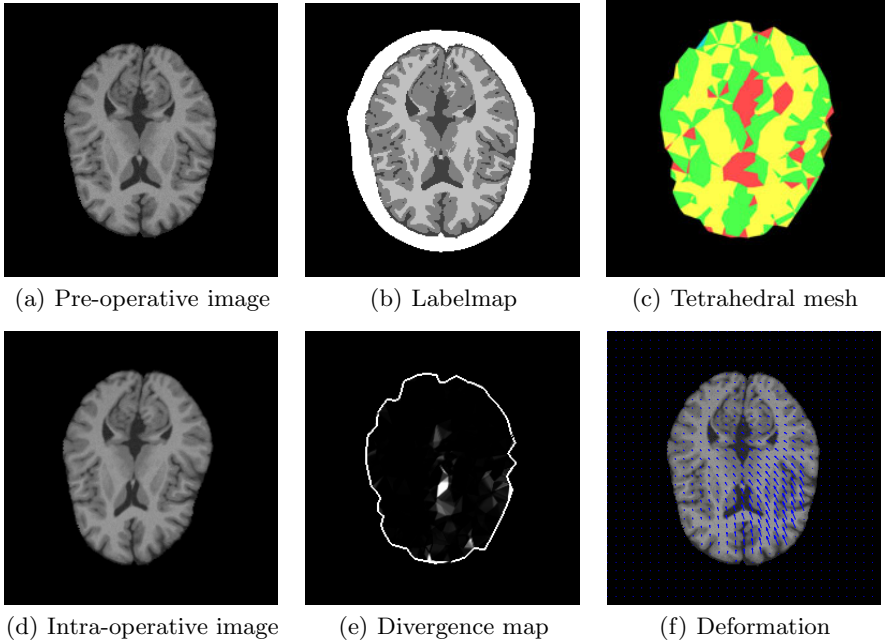 (a) Pre-operative image
(b) Labelmap
(c) Tetrahedral mesh
(d) Intra-operative image
(e) Divergence map
(f) Deformation